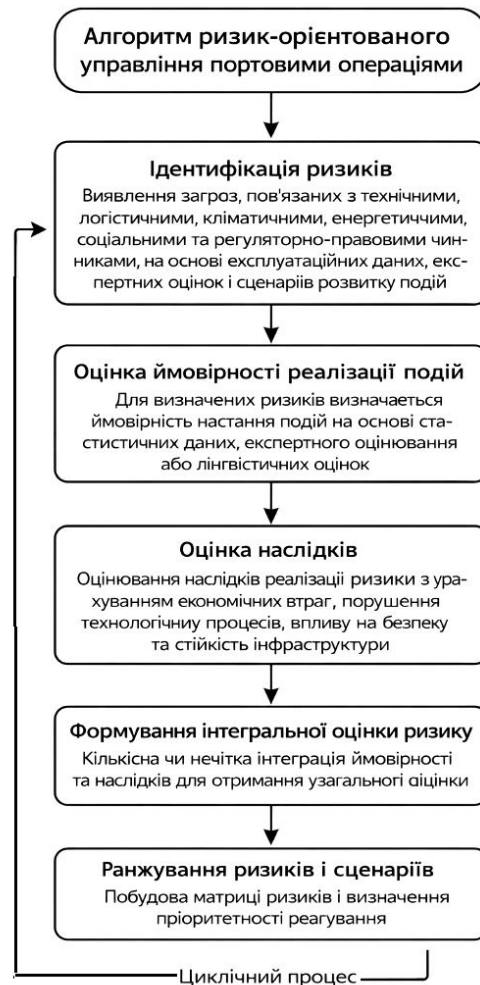 Алгоритм ризик-орієнтованого
управління портовими операціями
Ідентифікація ризиків
Виявлення загроз, пов'язаних з технічними,
логістичними, кліматичними, енергетиччими,
соціальними та регуляторно-правовими чин-
никами, на основі експлуатаційних даних, екс-
пертних оцінок і сценаріїв розвитку подій
Оцінка ймовірності реалізації подій
Для визначених ризиків визначається
ймовірність настання подій на основі ста-
стистичних даних, експертного оцінювання
або лінгвістичних оцінок
Оцінка наслідків
Оцінювання наслідків реалізації ризики з ура-
хуванням економічних втраг, порушення
технологічниу процесів, впливу на безпеку
та стійкість інфраструктури
Формування інтегральної оцінки ризику
Кількісна чи нечітка інтеграція ймовірності
та наслідків для отримання узагального ціцінки
Ранжування ризиків і сценаріїв
Побудова матриці ризиків і визначення
пріоритетності реагування
Циклічний процес